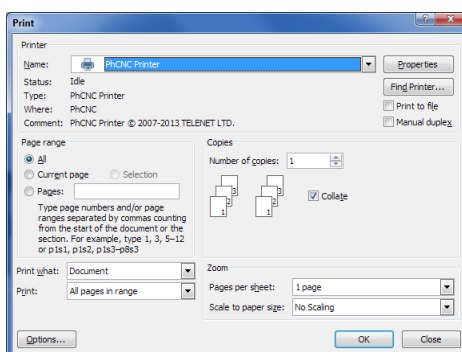 Print
Printer
Name: PhCNC Printer Properties
Status: Idle Find Printer...
Type: PhCNC Printer
Where: PhCNC Print to file
Comment: PhCNC Printer © 2007-2013 TELENET LTD. Manual duplex
Page range
All
Current page Selection
Pages:
Type page numbers and/or page
ranges separated by commas counting
from the start of the document or the
section. For example, type 1, 3, 5–12
or p1s1, p1s2, p1s3–p8s3
Copies
Number of copies: 1
3 3
2 2
1 1
Collate
Print what: Document
Print: All pages in range
Zoom
Pages per sheet: 1 page
Scale to paper size: No Scaling
Options... OK Close